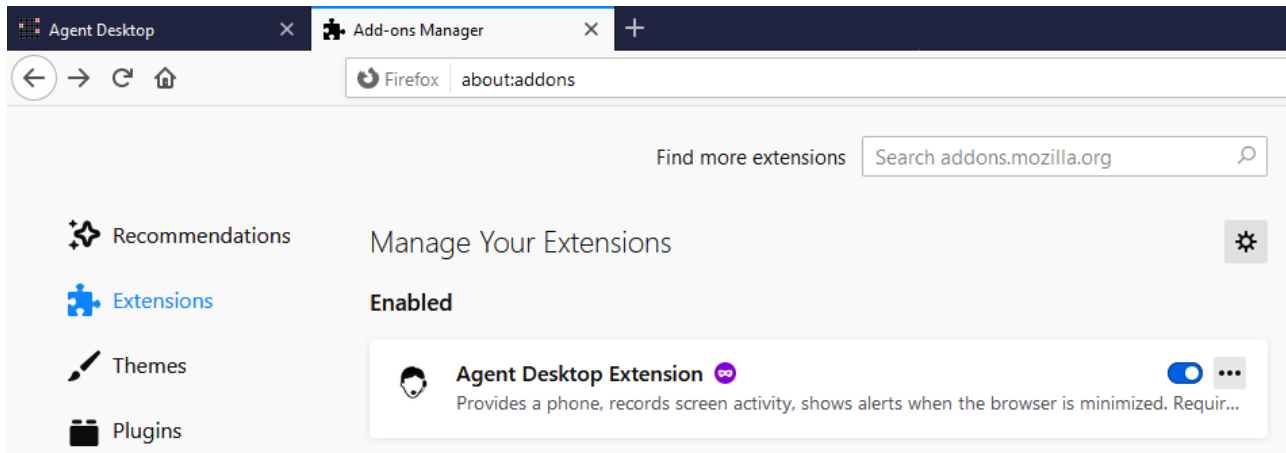 Agent Desktop
Add-ons Manager
Firefox about:addons
Find more extensions Search addons.mozilla.org
Recommendations
Manage Your Extensions
Extensions
Enabled
Themes
Agent Desktop Extension
Provides a phone, records screen activity, shows alerts when the browser is minimized. Requir...
Plugins